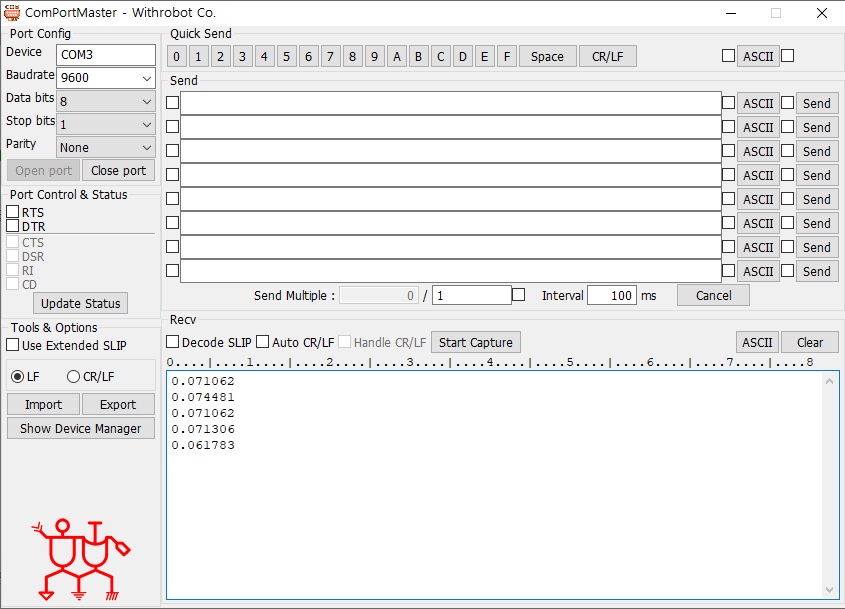 ComPortMaster - Withrobot Co.
Port Config
Device COM3
Baudrate 9600
Data bits 8
Stop bits 1
Parity None
Open port Close port
Port Control & Status
RTS
DTR
CTS
DSR
RI
CD
Update Status
Tools & Options
Use Extended SLIP
LF CR/LF
Import Export
Show Device Manager
Quick Send
0 1 2 3 4 5 6 7 8 9 A B C D E F Space CR/LF ASCII
Send
ASCII Send
ASCII Send
ASCII Send
ASCII Send
ASCII Send
ASCII Send
ASCII Send
ASCII Send
Send Multiple : 0 / 1 Interval 100 ms Cancel
Recv
Decode SLIP Auto CR/LF Handle CR/LF Start Capture ASCII Clear
0....|....1....|....2....|....3....|....4....|....5....|....6....|....7....|....8
0.071062
0.074481
0.071062
0.071306
0.061783